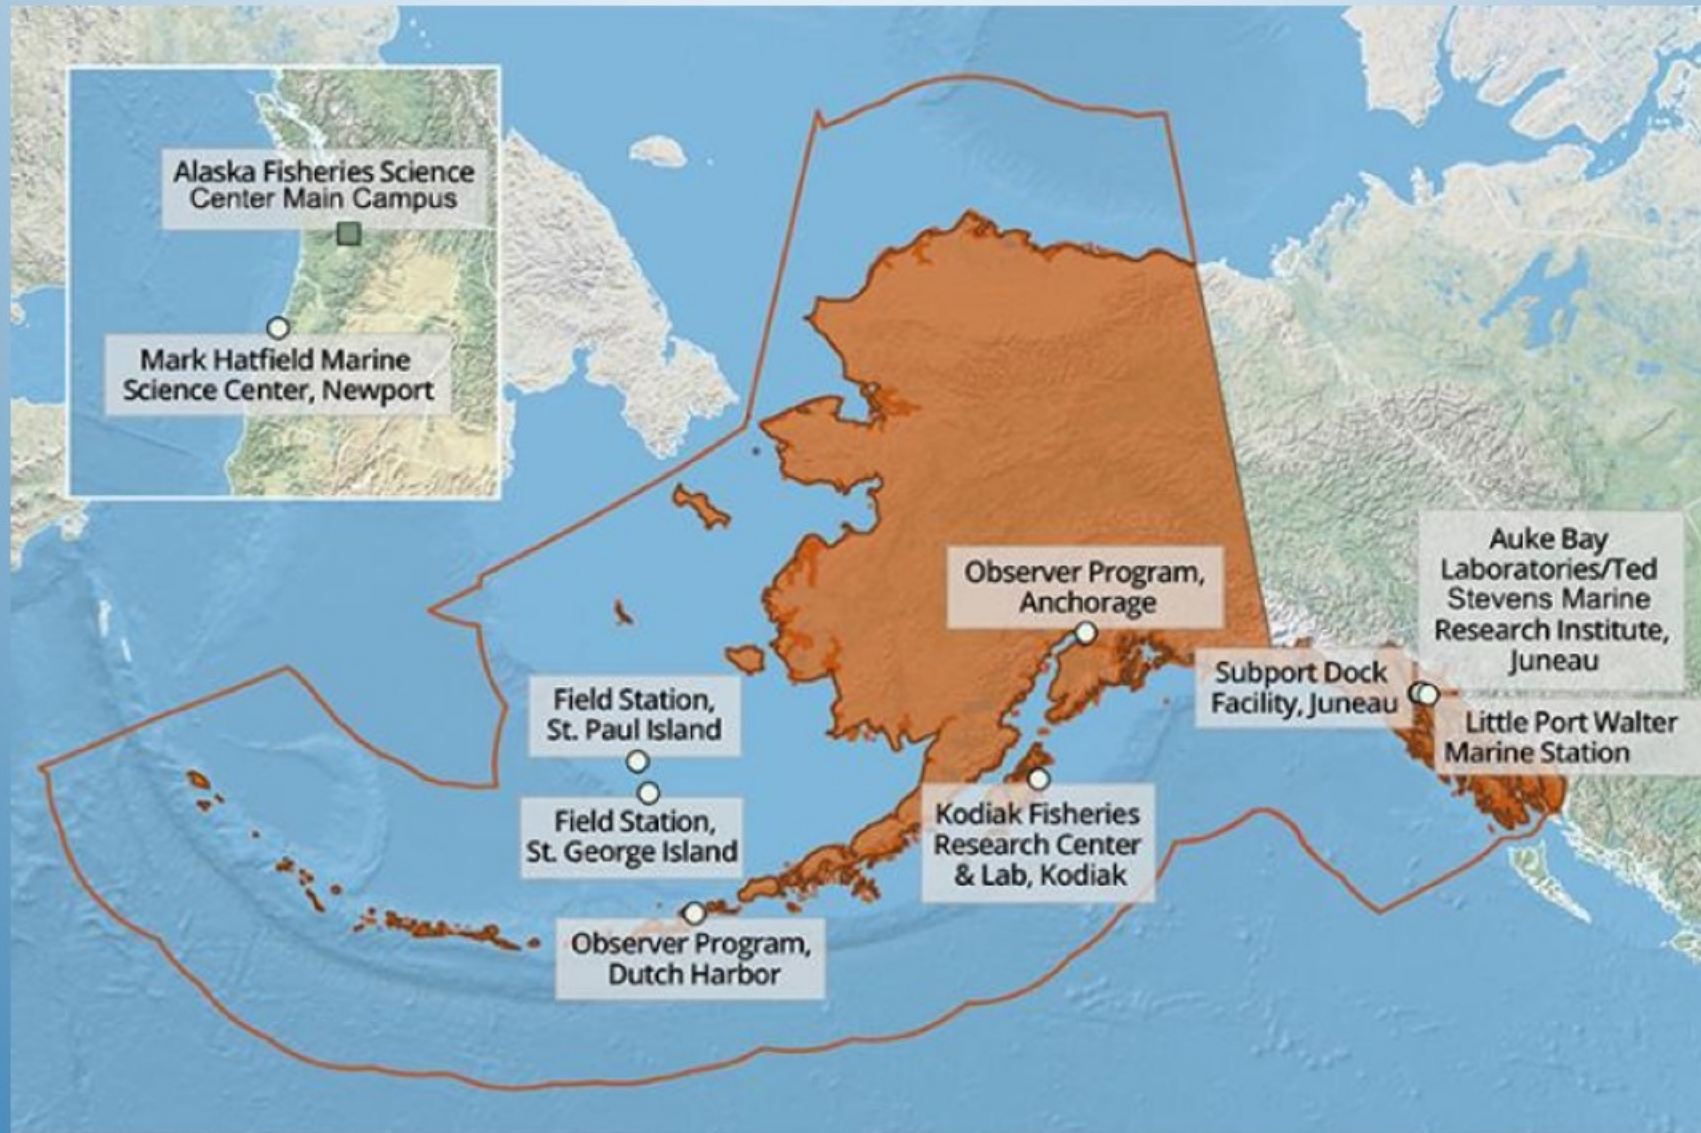 Alaska Fisheries Science
Center Main Campus
Mark Hatfield Marine
Science Center, Newport
Observer Program,
Anchorage
Auke Bay
Laboratories/Ted
Stevens Marine
Research Institute,
Juneau
Subport Dock
Facility, Juneau
Little Port Walter
Marine Station
Field Station,
St. Paul Island
Field Station,
St. George Island
Kodiak Fisheries
Research Center
& Lab, Kodiak
Observer Program,
Dutch Harbor